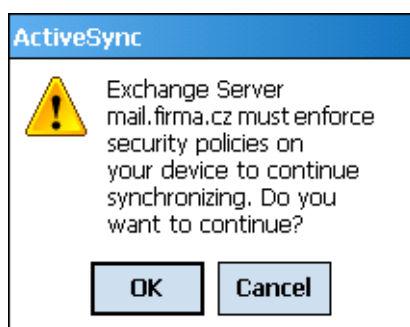 ActiveSync
Exchange Server
mail.firma.cz must enforce
security policies on
your device to continue
synchronizing. Do you
want to continue?
OK Cancel